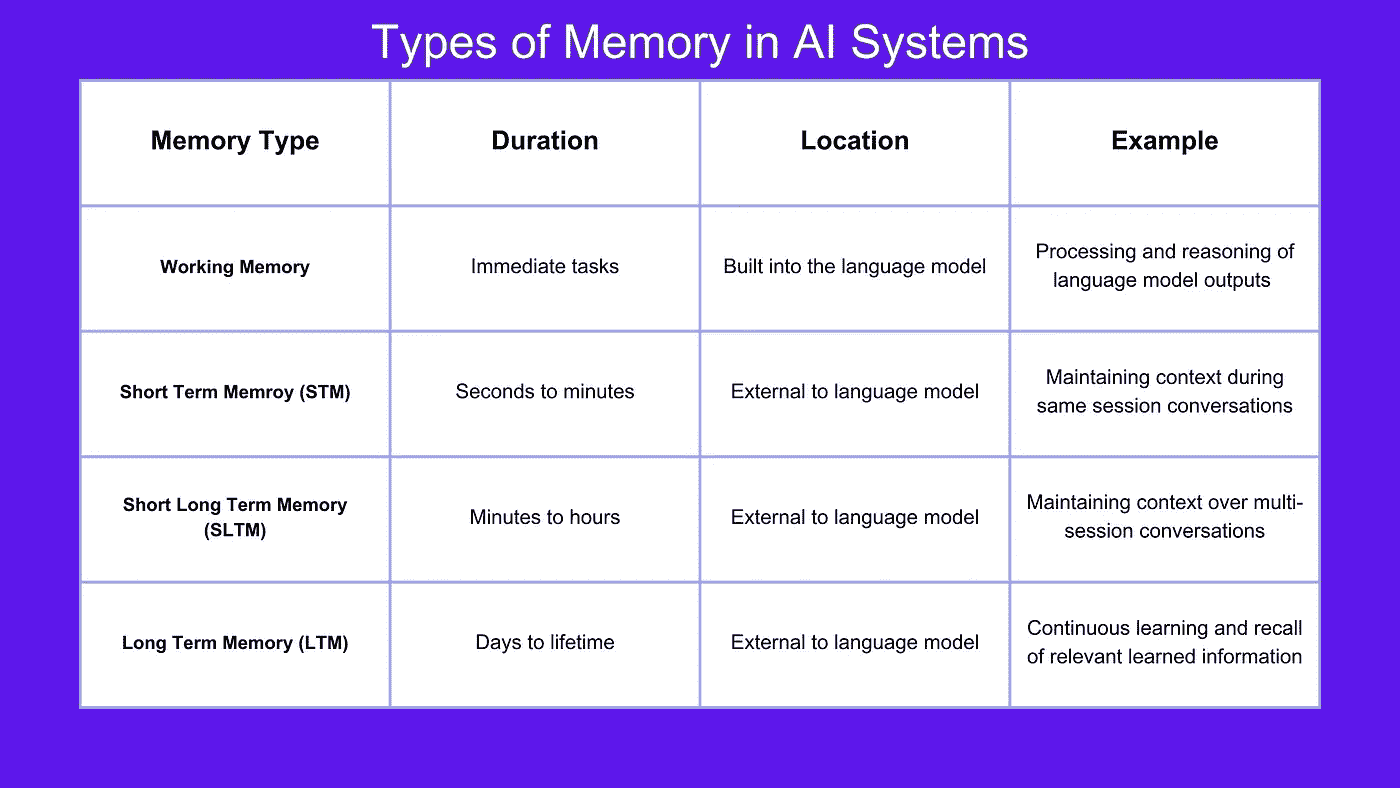 Types of Memory in AI Systems
Memory Type
Duration
Location
Example
Working Memory
Immediate tasks
Built into the language model
Processing and reasoning of
language model outputs
Short Term Memroy (STM)
Seconds to minutes
External to language model
Maintaining context during
same session conversations
Short Long Term Memory
(SLTM)
Minutes to hours
External to language model
Maintaining context over multi-
session conversations
Long Term Memory (LTM)
Days to lifetime
External to language model
Continuous learning and recall
of relevant learned information